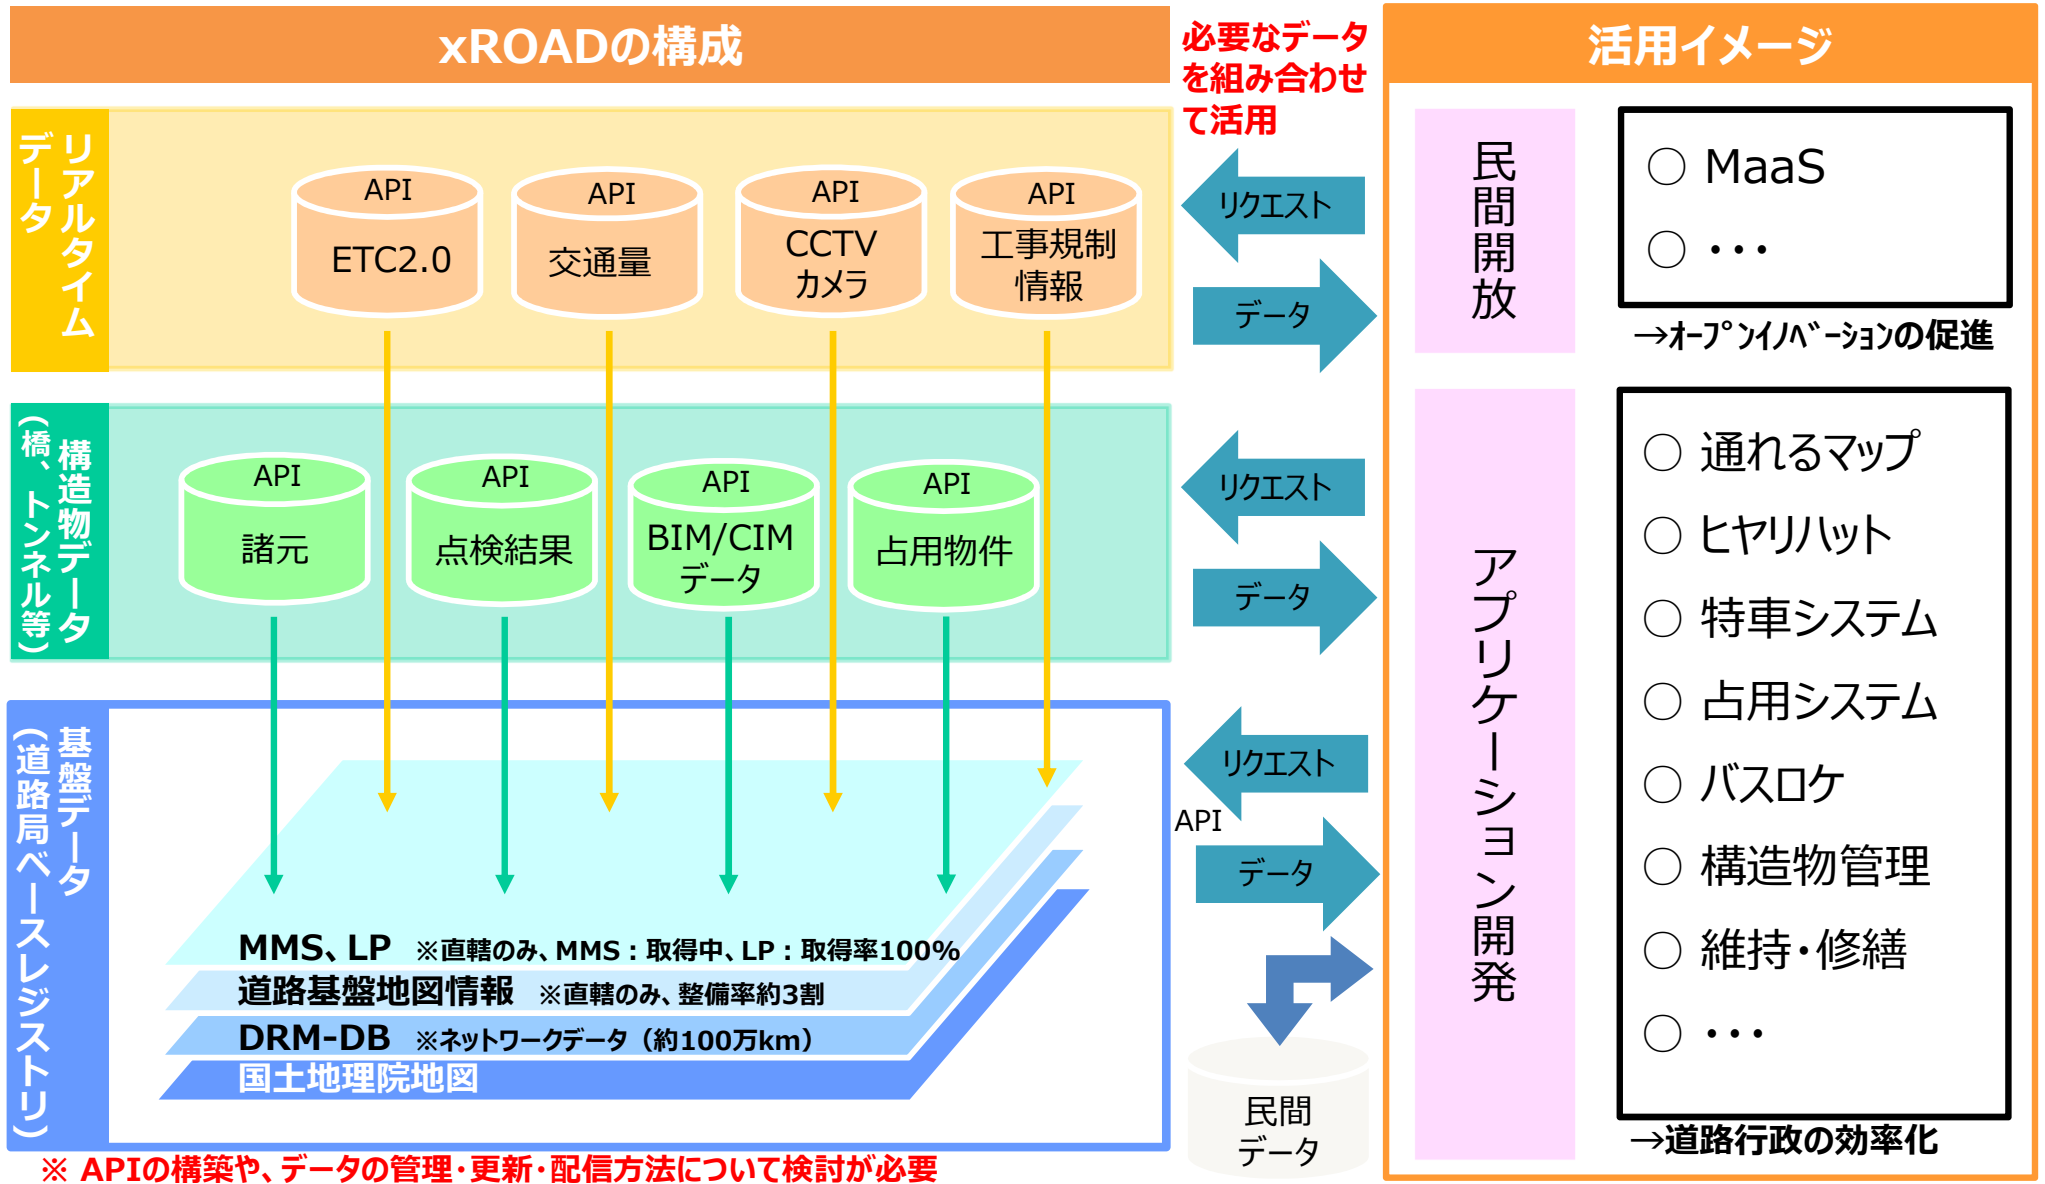 xROADの構成
必要なデータ
を組み合わせ
て活用
活用イメージ
リアルタイム
データ
API
ETC2.0
API
交通量
API
CCTV
カメラ
API
工事規制
情報
リクエスト
データ
民間開放
○ MaaS
○ ・・・
→オープンイノベーションの促進
構造物データ
(橋、トンネル等)
API
諸元
API
点検結果
API
BIM/CIM
データ
API
占用物件
リクエスト
データ
アプリケーション開発
○ 通れるマップ
○ ヒヤリハット
○ 特車システム
○ 占用システム
○ バスロケ
○ 構造物管理
○ 維持・修繕
○ ・・・
→道路行政の効率化
基盤データ
(道路局ベースレジストリ)
MMS、LP ※直轄のみ、MMS：取得中、LP：取得率100%
道路基盤地図情報 ※直轄のみ、整備率約3割
DRM-DB ※ネットワークデータ（約100万km）
国土地理院地図
リクエスト
API
データ
民間
データ
※ APIの構築や、データの管理・更新・配信方法について検討が必要